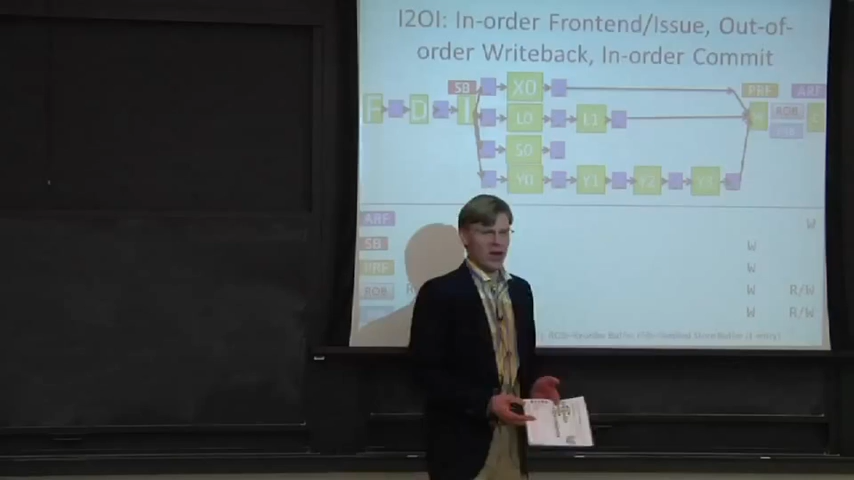 I2OI: In-order Frontend/Issue, Out-of-
order Writeback, In-order Commit
SB PRF ARF
F D I X0 W ROB C
L0 L1
S0
Y0 Y1 Y2 Y3
ARF W
SB W
PRF W
ROB W R/W
W R/W